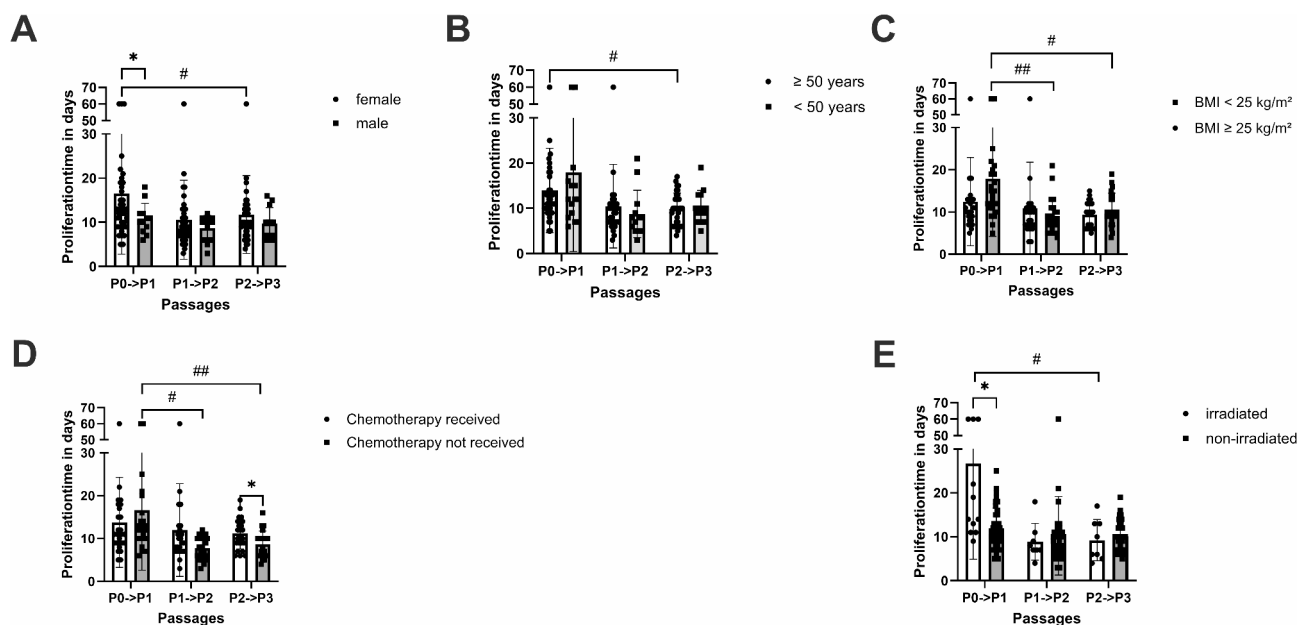 A
*
#
Proliferationtime in days
70
60
50
30
20
10
0
P0->P1
P1->P2
P2->P3
Passages
female
male
B
#
Proliferationtime in days
70
60
50
30
20
10
0
P0->P1
P1->P2
P2->P3
Passages
≥ 50 years
< 50 years
C
#
##
Proliferationtime in days
70
60
50
30
20
10
0
P0->P1
P1->P2
P2->P3
Passages
BMI < 25 kg/m²
BMI ≥ 25 kg/m²
D
##
#
*
Proliferationtime in days
70
60
50
30
20
10
0
P0->P1
P1->P2
P2->P3
Passages
Chemotherapy received
Chemotherapy not received
E
#
*
Proliferationtime in days
70
60
50
30
20
10
0
P0->P1
P1->P2
P2->P3
Passages
irradiated
non-irradiated